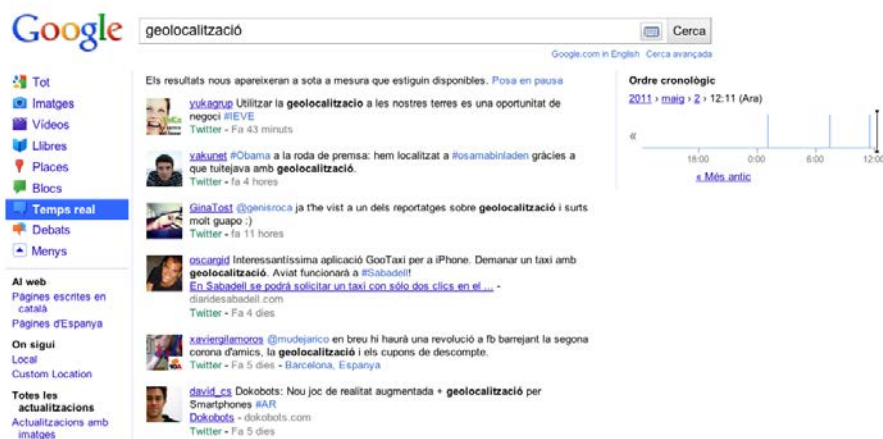 Google
geolocalització
Cerca
Google.com in English Cerca avançada
Tot
Imatges
Vídeos
Llibres
Places
Blocs
Temps real
Debats
Menys
Al web
Pàgines escrites en
català
Pàgines d'Espanya
On sigui
Local
Custom Location
Totes les
actualitzacions
Actualitzacions amb
imatges
Els resultats nous apareixeran a sota a mesura que estiguin disponibles. Posa en pausa
yukagrup Utilitzar la geolocalitzacio a les nostres terres es una oportunitat de
negoci #IEVE
Twitter - Fa 43 minuts
yakunet #Obama a la roda de premsa: hem localitzat a #osamabinladen gràcies a
que tuitejava amb geolocalització.
Twitter - fa 4 hores
GinaTost @genisroca ja t'he vist a un dels reportatges sobre geolocalització i surts
molt guapo :)
Twitter - fa 11 hores
oscargid Interessantíssima aplicació GooTaxi per a iPhone. Demanar un taxi amb
geolocalització. Aviat funcionarà a #Sabadell!
En Sabadell se podrá solicitar un taxi con sólo dos clics en el ... -
diaridesabadell.com
Twitter - Fa 4 dies
xaviergilamoros @mudejarico en breu hi haurà una revolució a fb barrejant la segona
corona d'amics, la geolocalització i els cupons de descompte.
Twitter - Fa 5 dies - Barcelona, Espanya
david_cs Dokobots: Nou joc de realitat augmentada + geolocalització per
Smartphones #AR
Dokobots - dokobots.com
Twitter - Fa 5 dies
Ordre cronològic
2011 › maig › 2 › 12:11 (Ara)
«
18:00 0:00 6:00 12:00
« Més antic